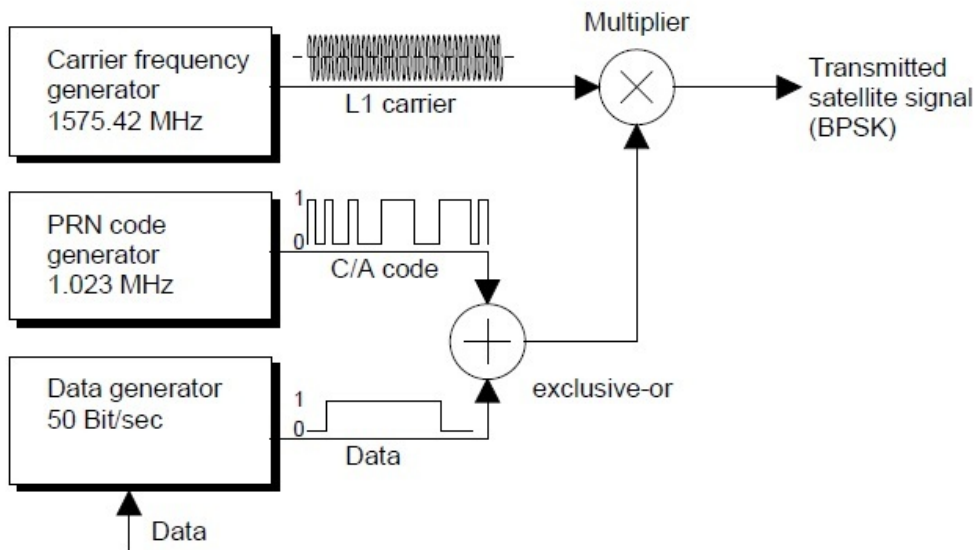 Multiplier
Carrier frequency
generator
1575.42 MHz
L1 carrier
Transmitted
satellite signal
(BPSK)
PRN code
generator
1.023 MHz
1
0
C/A code
exclusive-or
Data generator
50 Bit/sec
1
0
Data
Data